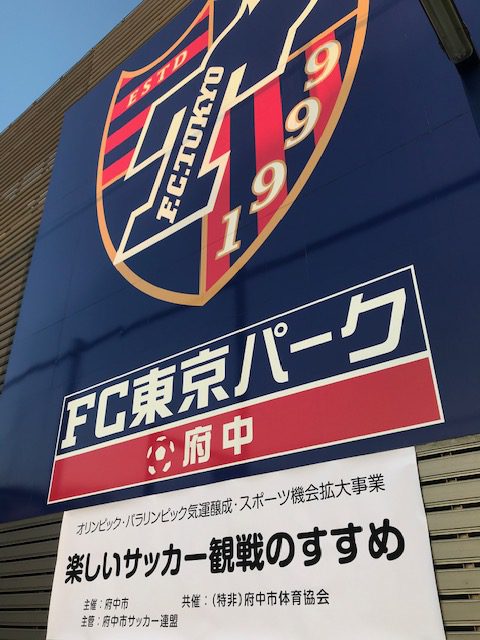 ESTD
F.C.TOKYO
1999
FC東京パーク
府中
オリンピック・パラリンピック気運醸成・スポーツ機会拡大事業
楽しいサッカー観戦のすすめ
主催：府中市　共催：（特非）府中市体育協会
主管：府中市サッカー連盟